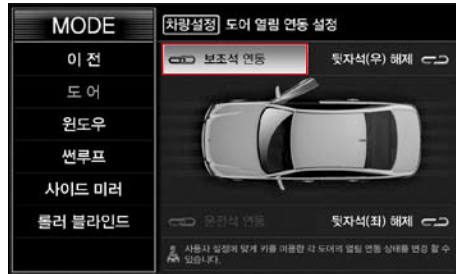 MODE
[차량설정] 도어 열림 연동 설정
이 전
보조석 연동
뒷자석(우) 해제
도 어
윈도우
썬루프
사이드 미러
롤러 블라인드
운전석 연동
뒷자석(좌) 해제
사용자 설정에 맞게 키를 이용한 각 도어의 열림 연동 상태를 변경 할 수
있습니다.